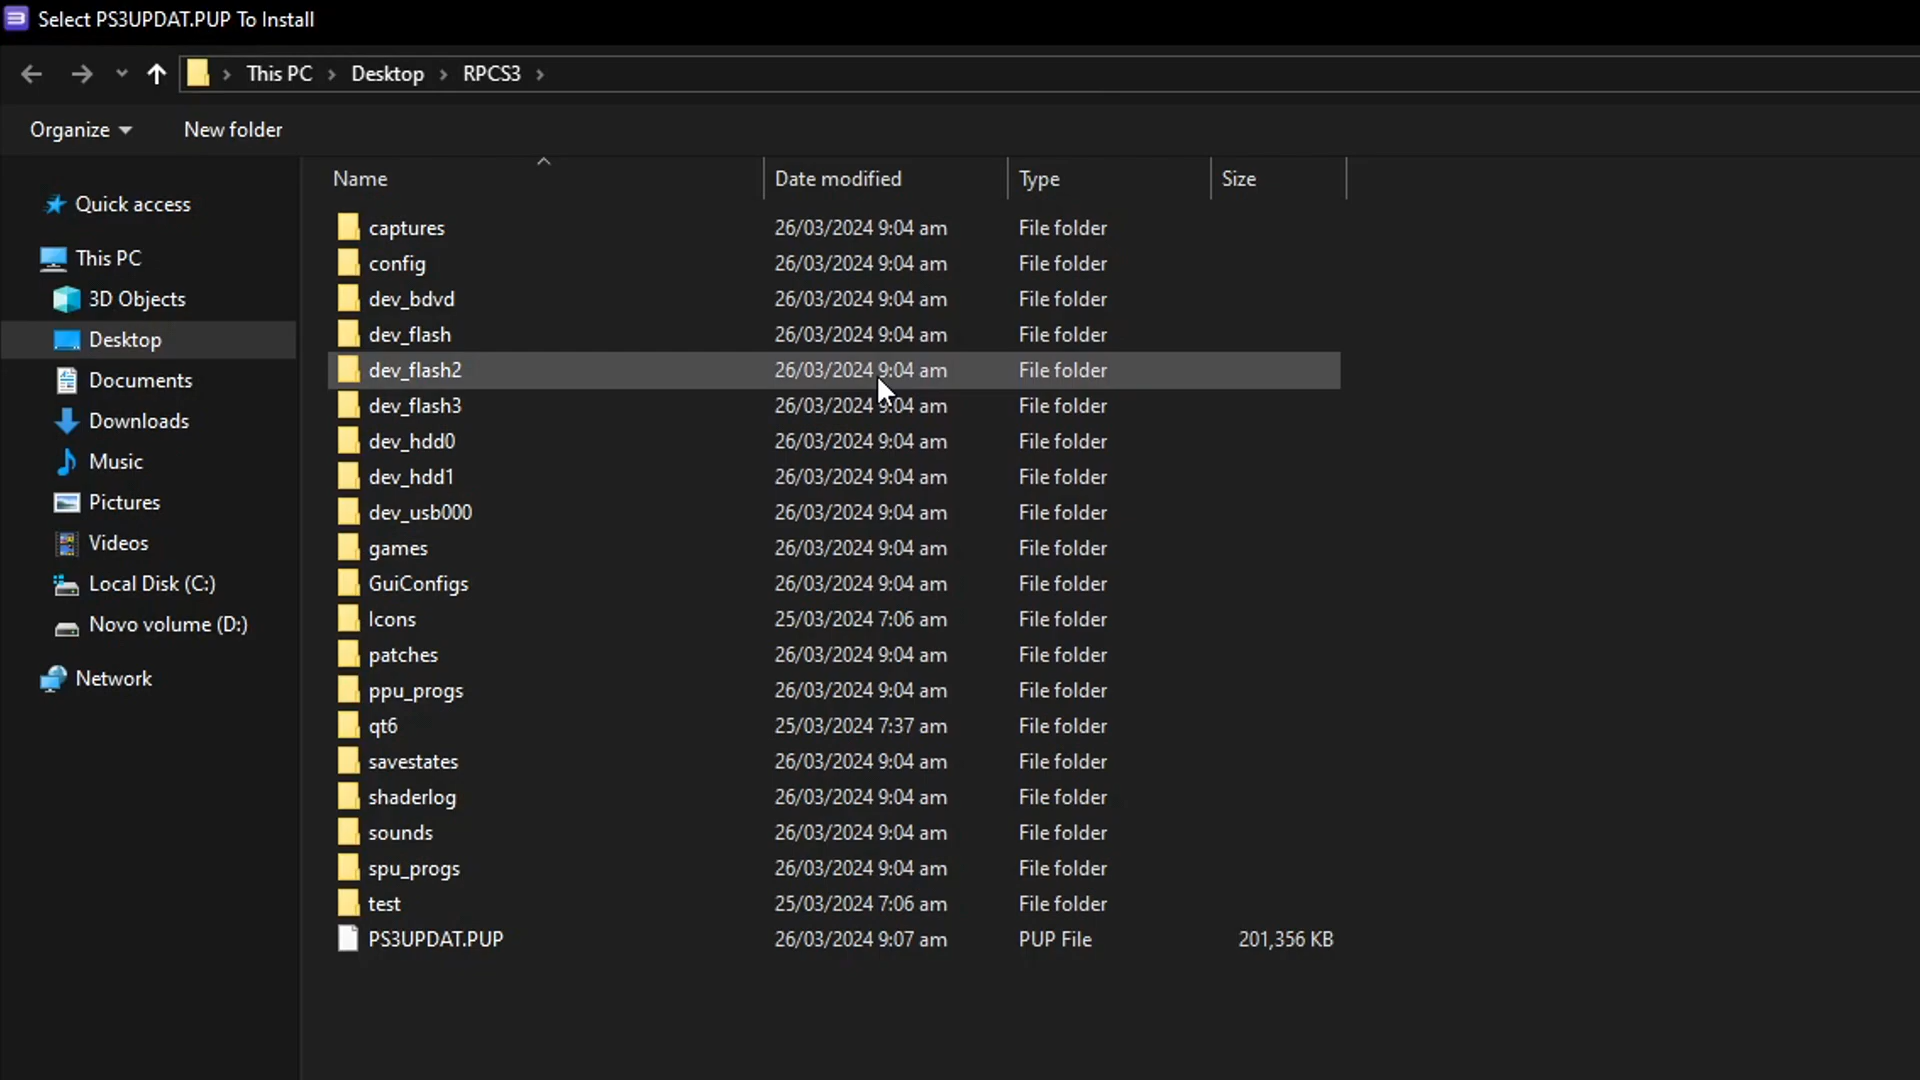 Select PS3UPDAT.PUP To Install
This PC > Desktop > RPCS3 >
Organize New folder
Name Date modified Type Size
Quick access
This PC
3D Objects
Desktop
Documents
Downloads
Music
Pictures
Videos
Local Disk (C:)
Novo volume (D:)
Network
captures 26/03/2024 9:04 am File folder
config 26/03/2024 9:04 am File folder
dev_bdvd 26/03/2024 9:04 am File folder
dev_flash 26/03/2024 9:04 am File folder
dev_flash2 26/03/2024 9:04 am File folder
dev_flash3 26/03/2024 9:04 am File folder
dev_hdd0 26/03/2024 9:04 am File folder
dev_hdd1 26/03/2024 9:04 am File folder
dev_usb000 26/03/2024 9:04 am File folder
games 26/03/2024 9:04 am File folder
GuiConfigs 26/03/2024 9:04 am File folder
Icons 25/03/2024 7:06 am File folder
patches 26/03/2024 9:04 am File folder
ppu_progs 26/03/2024 9:04 am File folder
qt6 25/03/2024 7:37 am File folder
savestates 26/03/2024 9:04 am File folder
shaderlog 26/03/2024 9:04 am File folder
sounds 26/03/2024 9:04 am File folder
spu_progs 26/03/2024 9:04 am File folder
test 25/03/2024 7:06 am File folder
PS3UPDAT.PUP 26/03/2024 9:07 am PUP File 201,356 KB